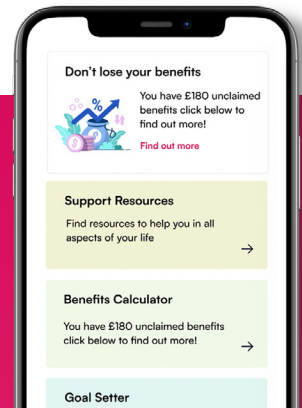 Don't lose your benefits
You have £180 unclaimed
benefits click below to
find out more!
Find out more
%
Support Resources
Find resources to help you in all
aspects of your life
Benefits Calculator
You have £180 unclaimed benefits
click below to find out more!
Goal Setter